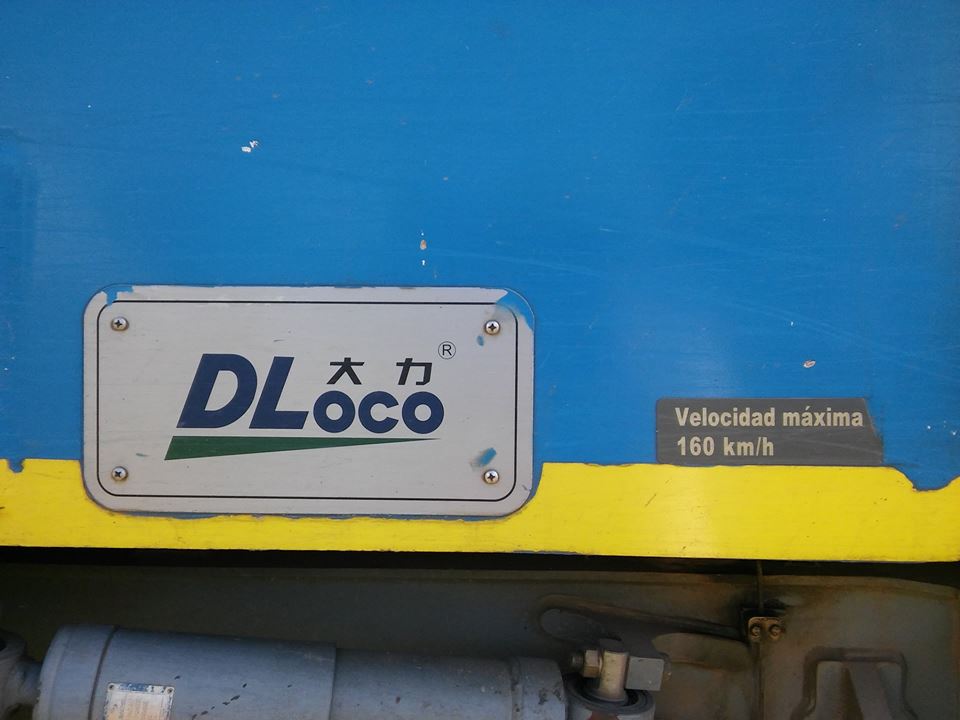 大力®
DLoco
Velocidad máxima
160 km/h